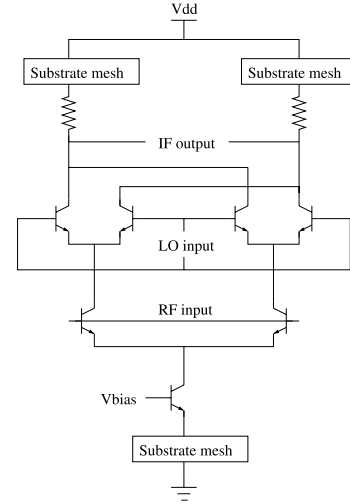 Vdd
Substrate mesh
Substrate mesh
IF output
LO input
RF input
Vbias
Substrate mesh